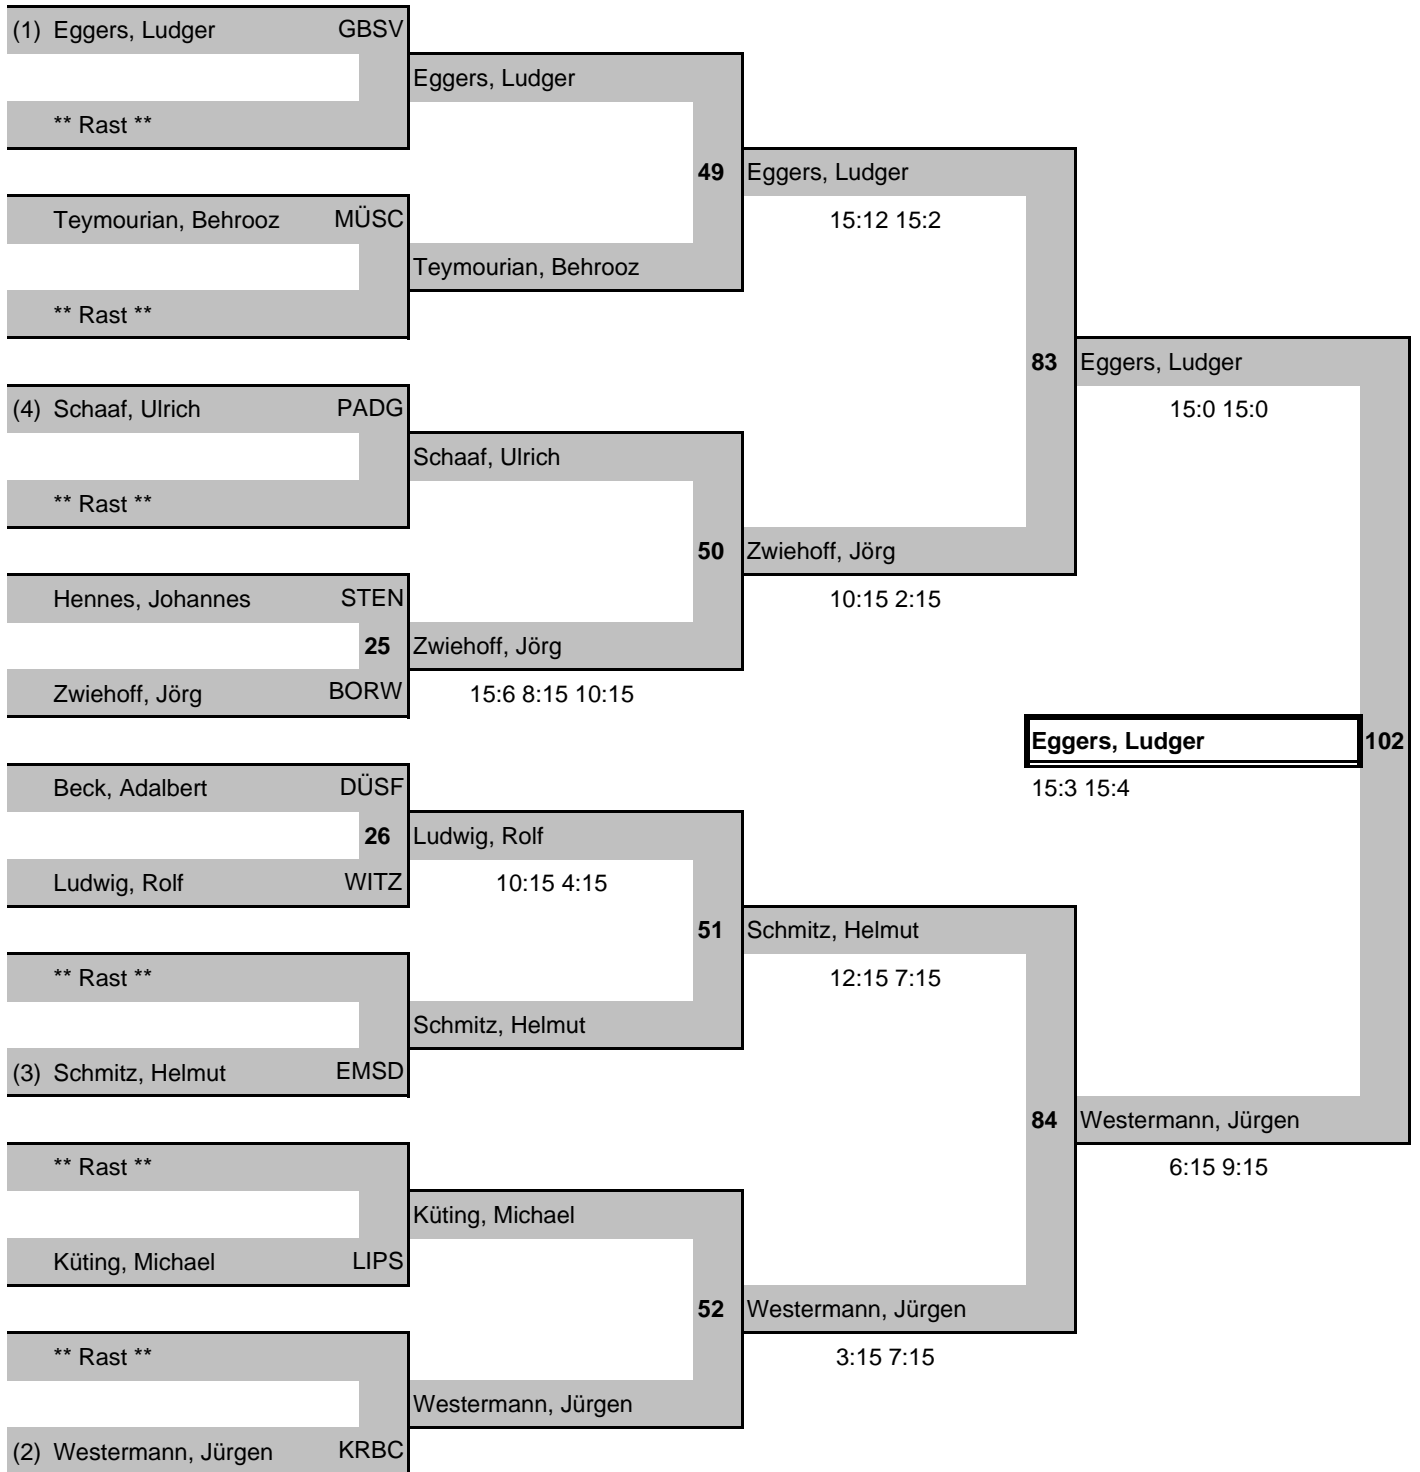 (1) Eggers, Ludger GBSV
Eggers, Ludger
** Rast **
49 Eggers, Ludger
Teymourian, Behrooz MÜSC
15:12 15:2
Teymourian, Behrooz
** Rast **
83 Eggers, Ludger
(4) Schaaf, Ulrich PADG
15:0 15:0
Schaaf, Ulrich
** Rast **
50 Zwiehoff, Jörg
Hennes, Johannes STEN
10:15 2:15
25 Zwiehoff, Jörg
Zwiehoff, Jörg BORW
15:6 8:15 10:15
Eggers, Ludger 102
Beck, Adalbert DÜSF
15:3 15:4
26 Ludwig, Rolf
Ludwig, Rolf WITZ
10:15 4:15
51 Schmitz, Helmut
** Rast **
12:15 7:15
Schmitz, Helmut
(3) Schmitz, Helmut EMSD
84 Westermann, Jürgen
** Rast **
6:15 9:15
Küting, Michael
Küting, Michael LIPS
52 Westermann, Jürgen
** Rast **
3:15 7:15
Westermann, Jürgen
(2) Westermann, Jürgen KRBC